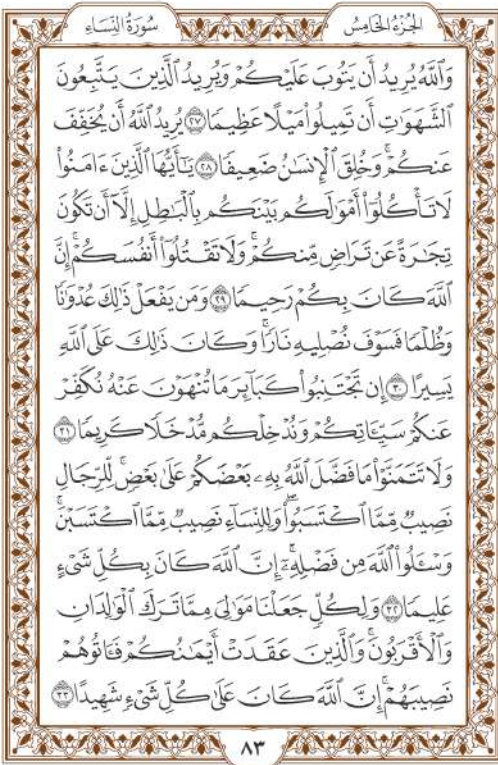 الجُزْءُ الخَامِسُ
سُورَةُ النِّسَاءِ
وَٱللَّهُ يُرِيدُ أَن يَتُوبَ عَلَيْكُمْ وَيُرِيدُ ٱلَّذِينَ يَتَّبِعُونَ
ٱلشَّهَوَٰتِ أَن تَمِيلُوا۟ مَيْلًا عَظِيمًا ٢٧ يُرِيدُ ٱللَّهُ أَن يُخَفِّفَ
عَنكُمْ ۚ وَخُلِقَ ٱلْإِنسَٰنُ ضَعِيفًا ٢٨ يَٰٓأَيُّهَا ٱلَّذِينَ ءَامَنُوا۟
لَا تَأْكُلُوٓا۟ أَمْوَٰلَكُم بَيْنَكُم بِٱلْبَٰطِلِ إِلَّآ أَن تَكُونَ
تِجَٰرَةً عَن تَرَاضٍ مِّنكُمْ ۚ وَلَا تَقْتُلُوٓا۟ أَنفُسَكُمْ ۚ إِنَّ
ٱللَّهَ كَانَ بِكُمْ رَحِيمًا ٢٩ وَمَن يَفْعَلْ ذَٰلِكَ عُدْوَٰنًا
وَظُلْمًا فَسَوْفَ نُصْلِيهِ نَارًا ۚ وَكَانَ ذَٰلِكَ عَلَى ٱللَّهِ
يَسِيرًا ٣٠ إِن تَجْتَنِبُوا۟ كَبَآئِرَ مَا تُنْهَوْنَ عَنْهُ نُكَفِّرْ
عَنكُمْ سَيِّـَٔاتِكُمْ وَنُدْخِلْكُم مُّدْخَلًا كَرِيمًا ٣١
وَلَا تَتَمَنَّوْا۟ مَا فَضَّلَ ٱللَّهُ بِهِۦ بَعْضَكُمْ عَلَىٰ بَعْضٍ ۚ لِّلرِّجَالِ
نَصِيبٌ مِّمَّا ٱكْتَسَبُوا۟ ۖ وَلِلنِّسَآءِ نَصِيبٌ مِّمَّا ٱكْتَسَبْنَ ۚ
وَسْـَٔلُوا۟ ٱللَّهَ مِن فَضْلِهِۦٓ ۗ إِنَّ ٱللَّهَ كَانَ بِكُلِّ شَىْءٍ
عَلِيمًا ٣٢ وَلِكُلٍّ جَعَلْنَا مَوَٰلِىَ مِمَّا تَرَكَ ٱلْوَٰلِدَانِ
وَٱلْأَقْرَبُونَ ۚ وَٱلَّذِينَ عَقَدَتْ أَيْمَٰنُكُمْ فَـَٔاتُوهُمْ
نَصِيبَهُمْ ۚ إِنَّ ٱللَّهَ كَانَ عَلَىٰ كُلِّ شَىْءٍ شَهِيدًا ٣٣
٨٣